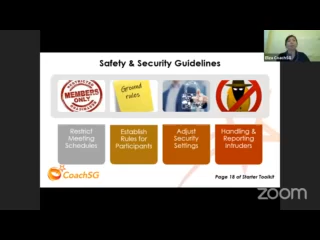 Safety & Security Guidelines
MEMBERS
ONLY
Ground
rules
Restrict
Meeting
Schedules
Establish
Rules for
Participants
Adjust
Security
Settings
Handling &
Reporting
Intruders
CoachSG
Page 18 of Starter Toolkit
zoom